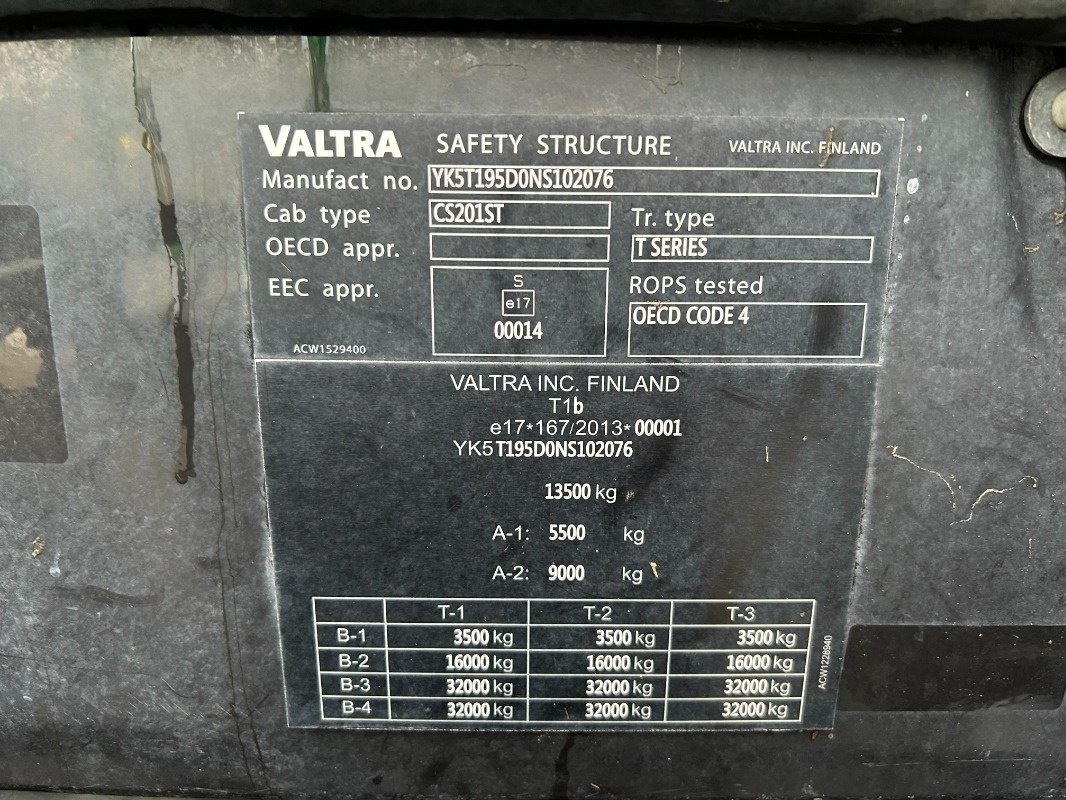 VALTRA SAFETY STRUCTURE VALTRA INC. FINLAND
Manufact no. YK5T195D0NS102076
Cab type CS201ST Tr. type
OECD appr. T SERIES
EEC appr. S ROPS tested
e17
00014 OECD CODE 4
ACW1529400
VALTRA INC. FINLAND
T1b
e17*167/2013*00001
YK5T195D0NS102076
13500 kg
A-1: 5500 kg
A-2: 9000 kg
T-1 T-2 T-3
B-1 3500 kg 3500 kg 3500 kg
B-2 16000 kg 16000 kg 16000 kg
B-3 32000 kg 32000 kg 32000 kg
B-4 32000 kg 32000 kg 32000 kg
ACW1228940